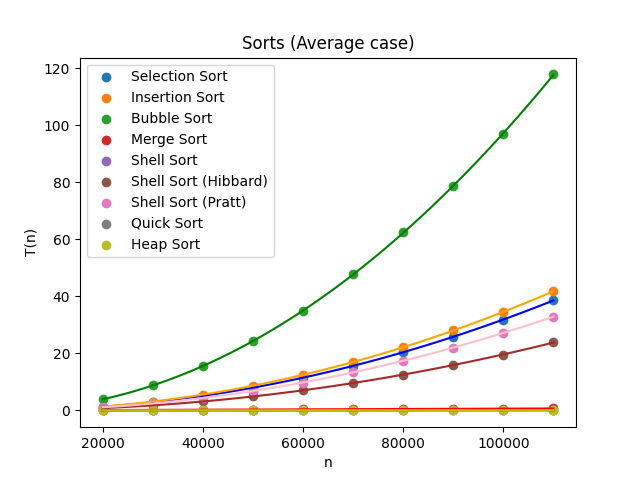 Sorts (Average case)
120
100
80
60
40
20
0
T(n)
Selection Sort
Insertion Sort
Bubble Sort
Merge Sort
Shell Sort
Shell Sort (Hibbard)
Shell Sort (Pratt)
Quick Sort
Heap Sort
20000 40000 60000 80000 100000
n